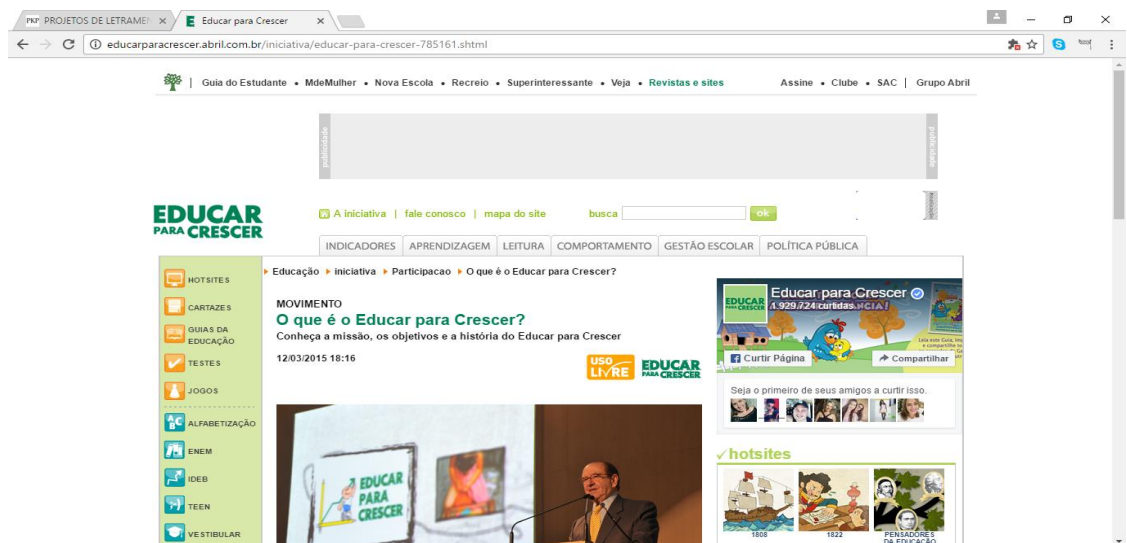 PKP PROJETOS DE LETRAMEN
Educar para Crescer
educarparacrescer.abril.com.br/iniciativa/educar-para-crescer-785161.shtml
Guia do Estudante • MdeMulher • Nova Escola • Recreio • Superinteressante • Veja • Revistas e sites
Assine • Clube • SAC | Grupo Abril
publicidade
publicidade
EDUCAR
PARA CRESCER
A iniciativa | fale conosco | mapa do site
busca
ok
INDICADORES APRENDIZAGEM LEITURA COMPORTAMENTO GESTÃO ESCOLAR POLÍTICA PÚBLICA
HOTSITES
CARTAZES
GUIAS DA
EDUCAÇÃO
TESTES
JOGOS
ALFABETIZAÇÃO
ENEM
IDEB
TEEN
VESTIBULAR
Educação iniciativa Participacao O que é o Educar para Crescer?
MOVIMENTO
O que é o Educar para Crescer?
Conheça a missão, os objetivos e a história do Educar para Crescer
12/03/2015 18:16
USO
LIVRE
EDUCAR
PARA CRESCER
EDUCAR
PARA
CRESCER
EDUCAR
PARA CRESCER
Educar para Crescer
1.929.724 curtidas
Curtir Página
Compartilhar
Seja o primeiro de seus amigos a curtir isso.
hotsites
1808
1822
PENSADORES
DA EDUCAÇÃO